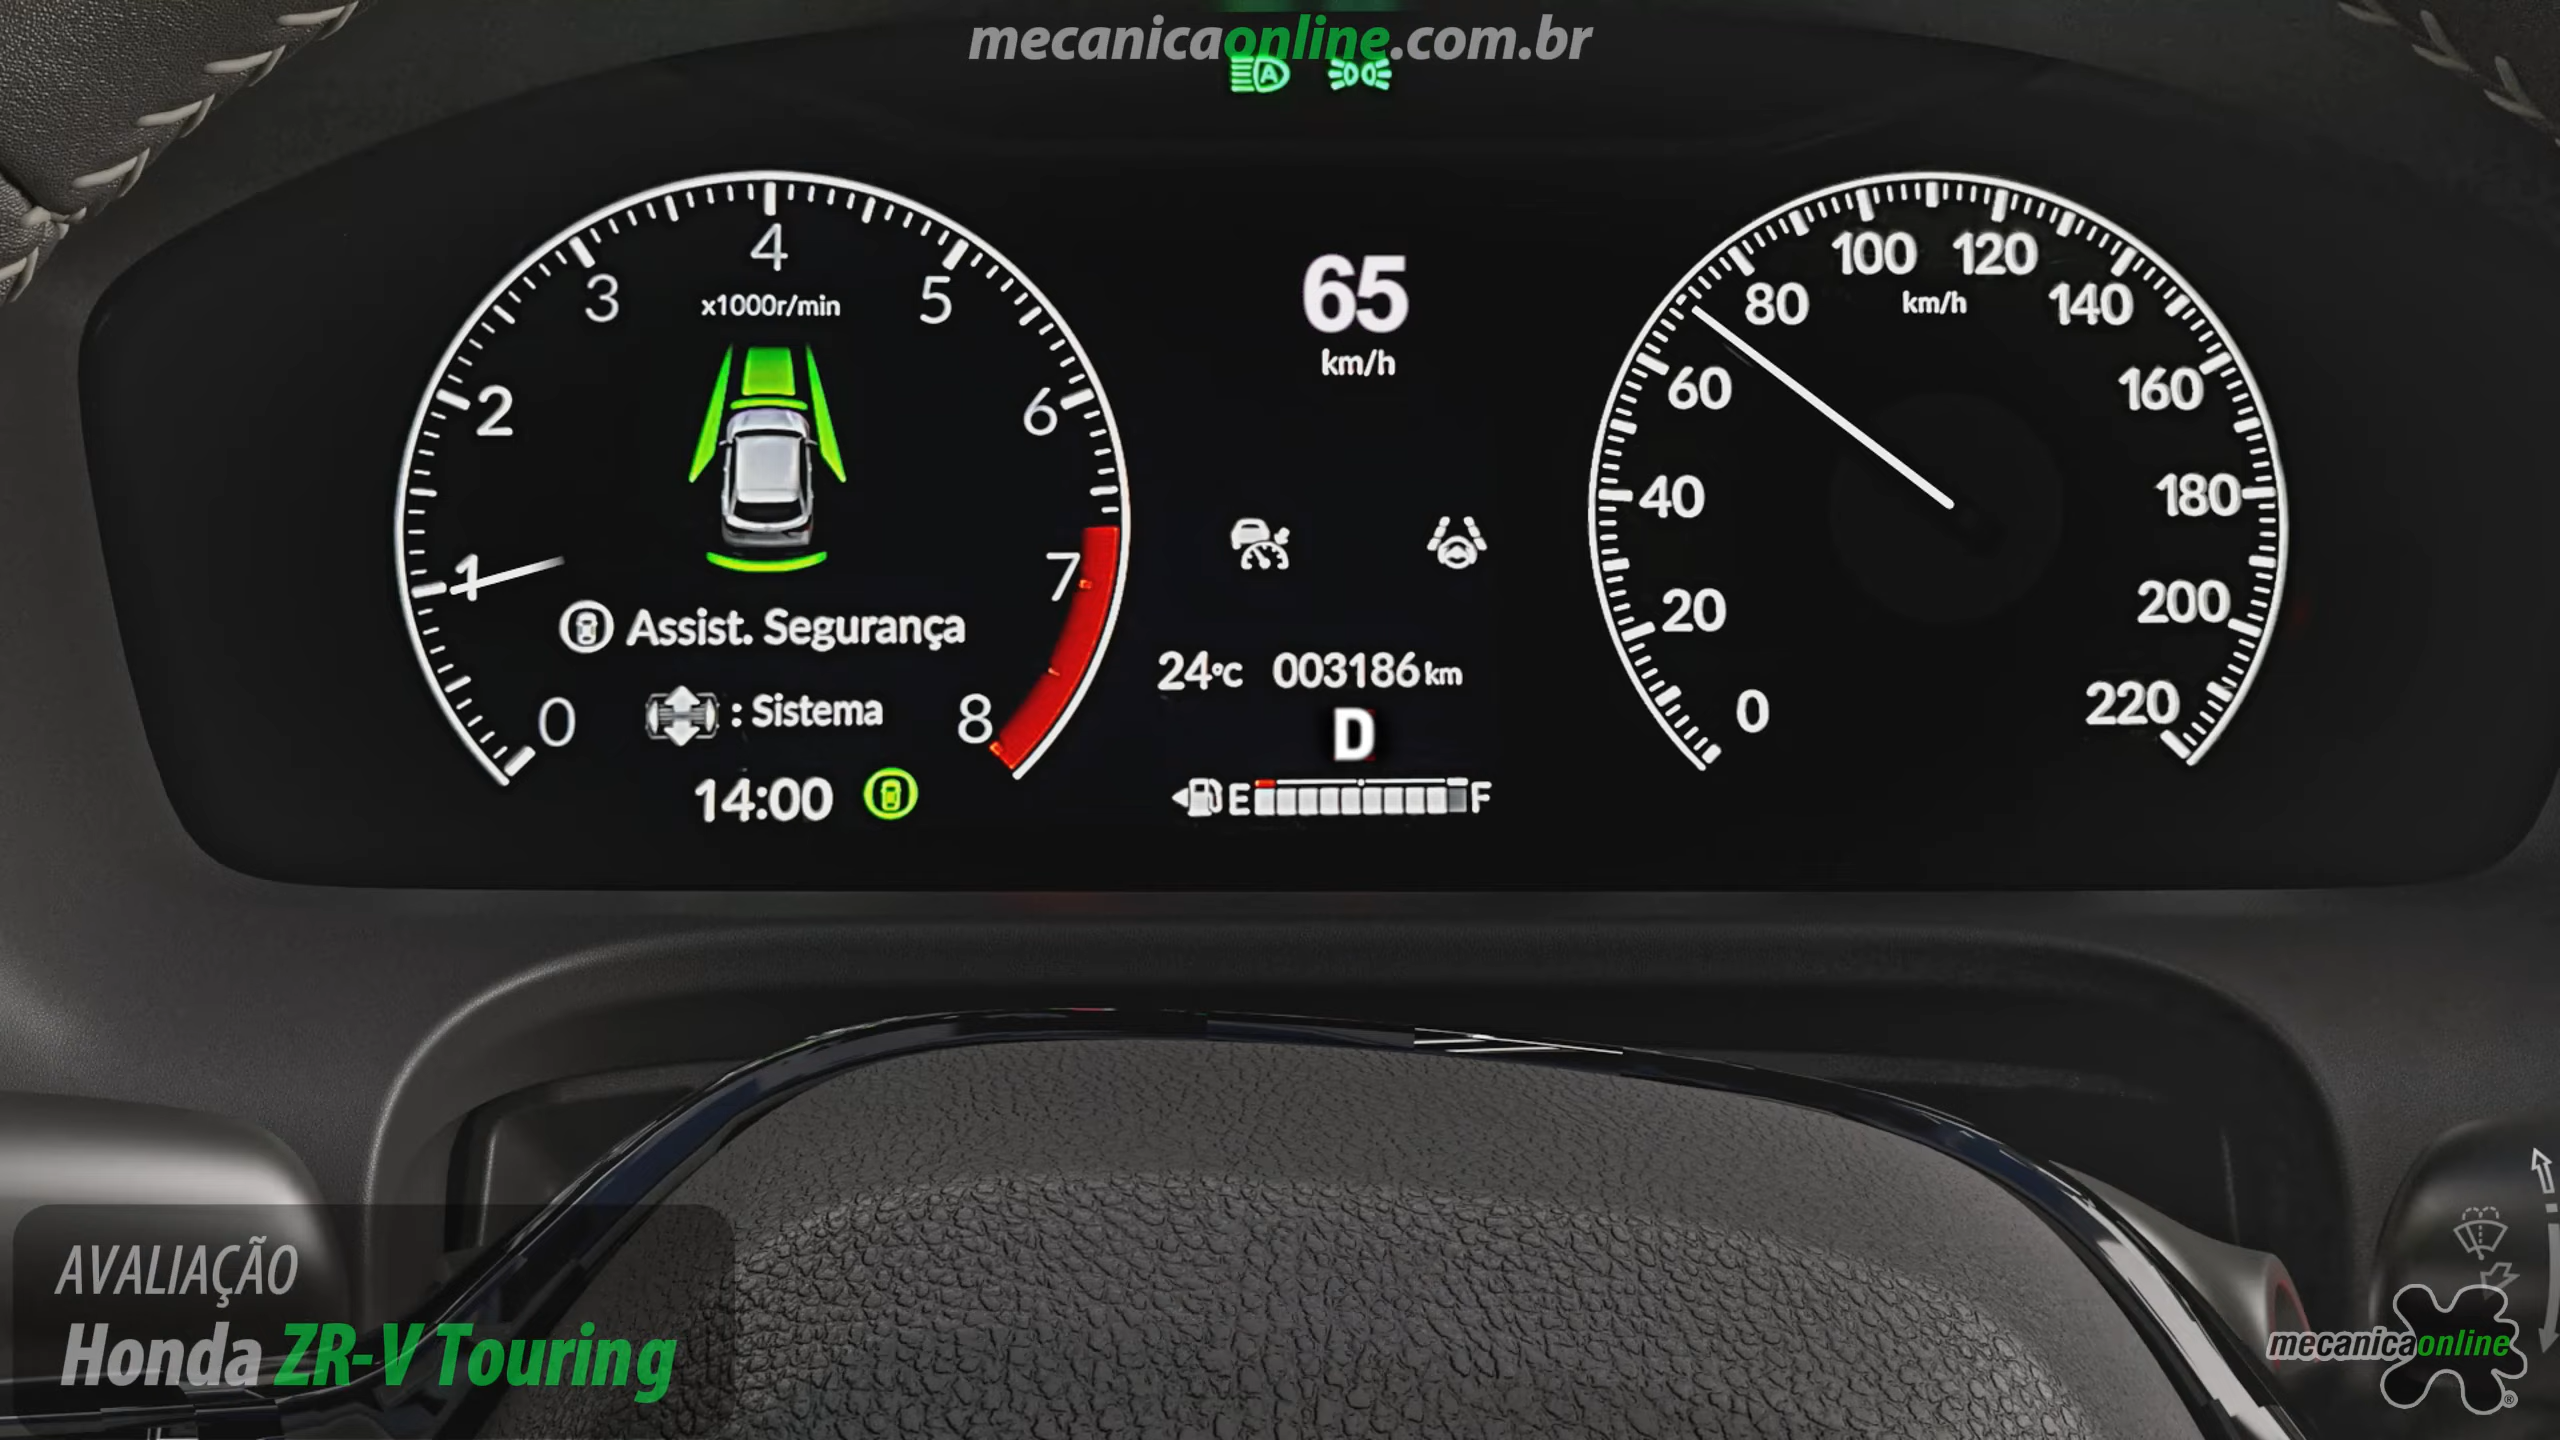 mecanicaonline.com.br
4
3
5
x1000r/min
2
6
1
7
Assist. Segurança
0
: Sistema
8
14:00
65
km/h
24°C 003186 km
D
E F
100 120
80
km/h
140
60
160
40
180
20
200
0
220
AVALIAÇÃO
Honda ZR-V Touring
mecanicaonline
®